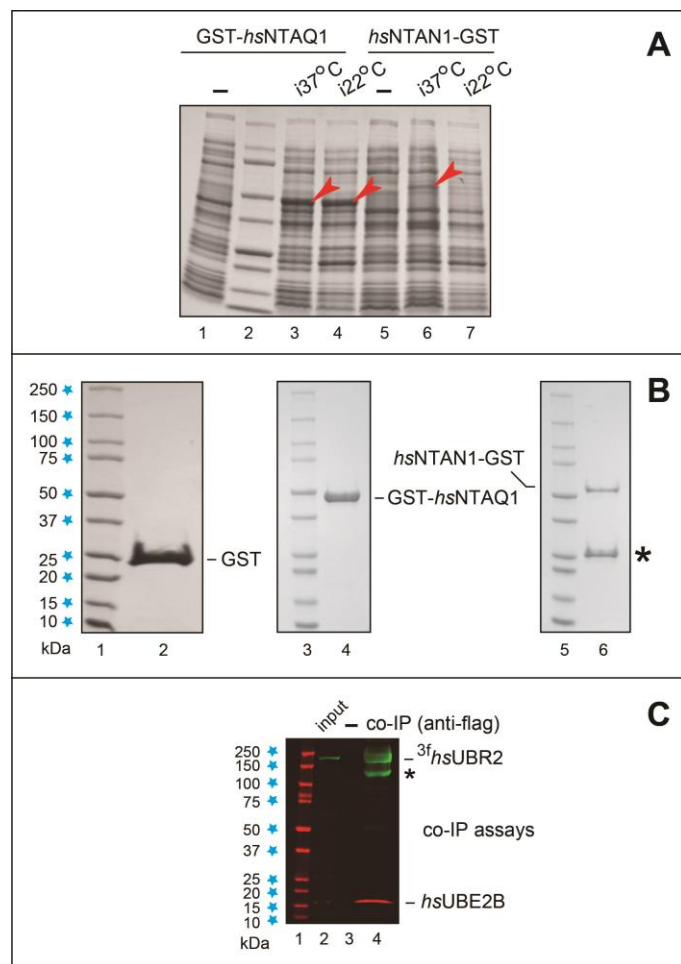 A
GST-hsNTAQ1 hsNTAN1-GST
– i37°C i22°C – i37°C i22°C
1 2 3 4 5 6 7
B
250
150
100
75
50
37
25
20
15
10
kDa
GST
1 2
GST-hsNTAQ1
3 4
hsNTAN1-GST
*
5 6
C
input – co-IP (anti-flag)
250
150
100
75
50
37
25
20
15
10
kDa
3fhsUBR2
*
co-IP assays
hsUBE2B
1 2 3 4